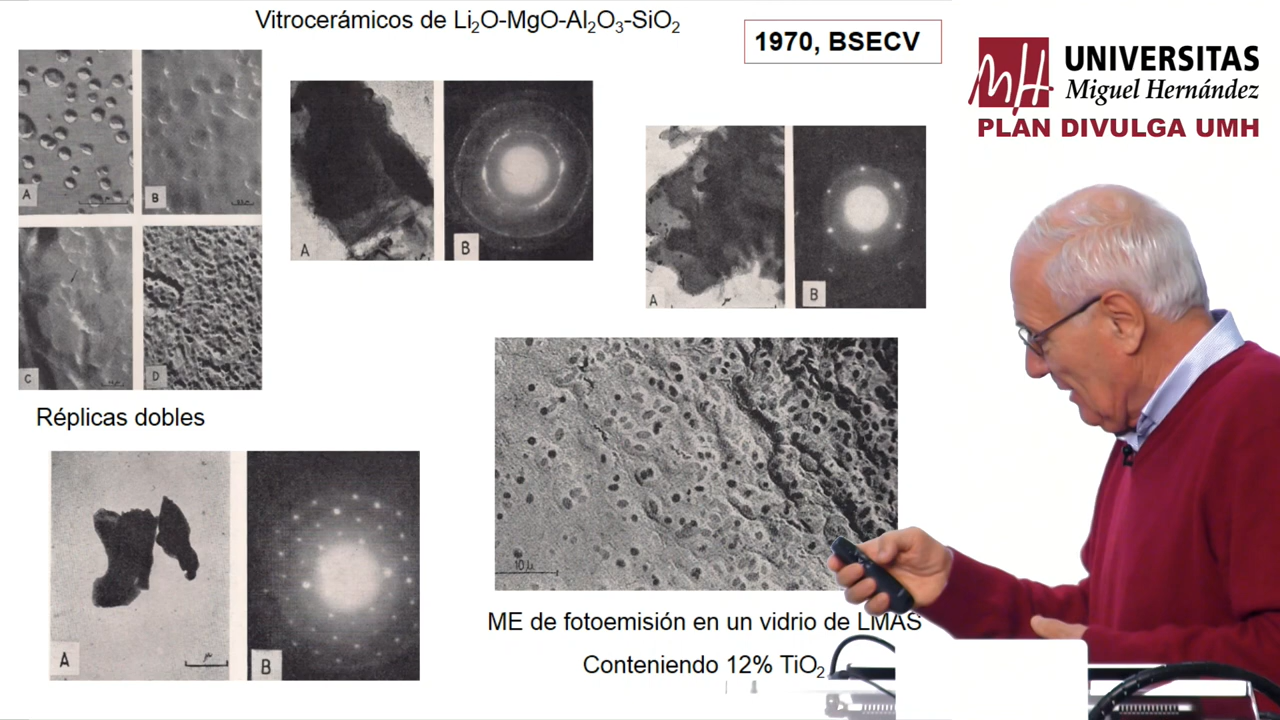 Vitrocerámicos de Li2O-MgO-Al2O3-SiO2
1970, BSECV
UNIVERSITAS
Miguel Hernández
PLAN DIVULGA UMH
A
B
C
D
A
B
A
B
Réplicas dobles
A
B
10 μ
ME de fotoemisión en un vidrio de LMAS
Conteniendo 12% TiO2